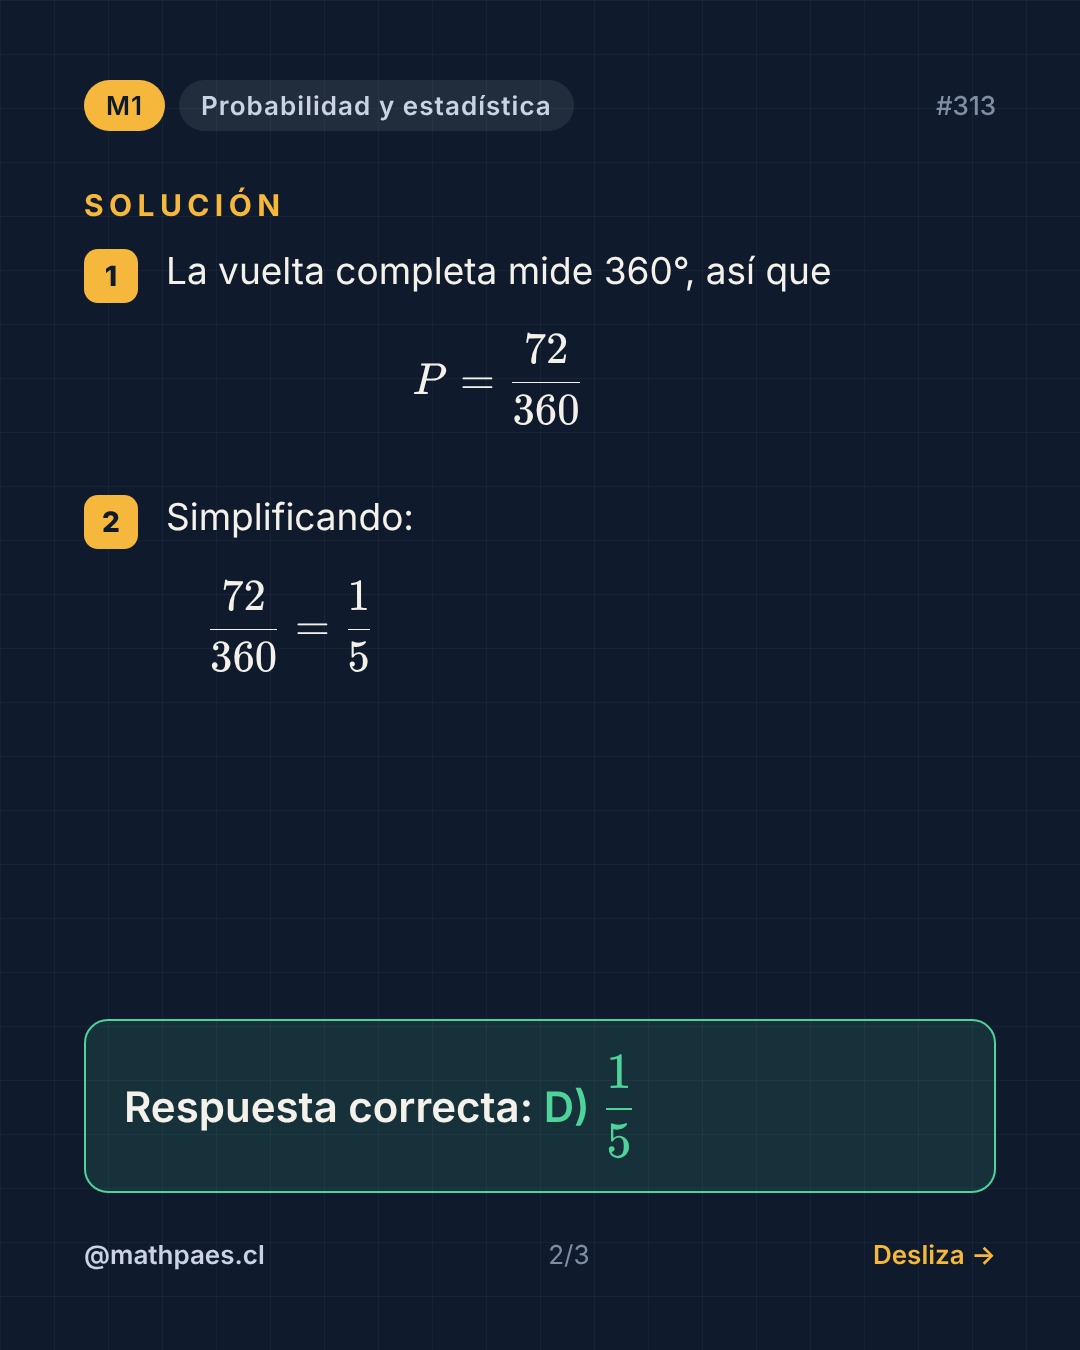 M1 Probabilidad y estadística #313
SOLUCIÓN
1 La vuelta completa mide 360°, así que
P = 72/360
2 Simplificando:
72/360 = 1/5
Respuesta correcta: D) 1/5
@mathpaes.cl 2/3 Desliza →